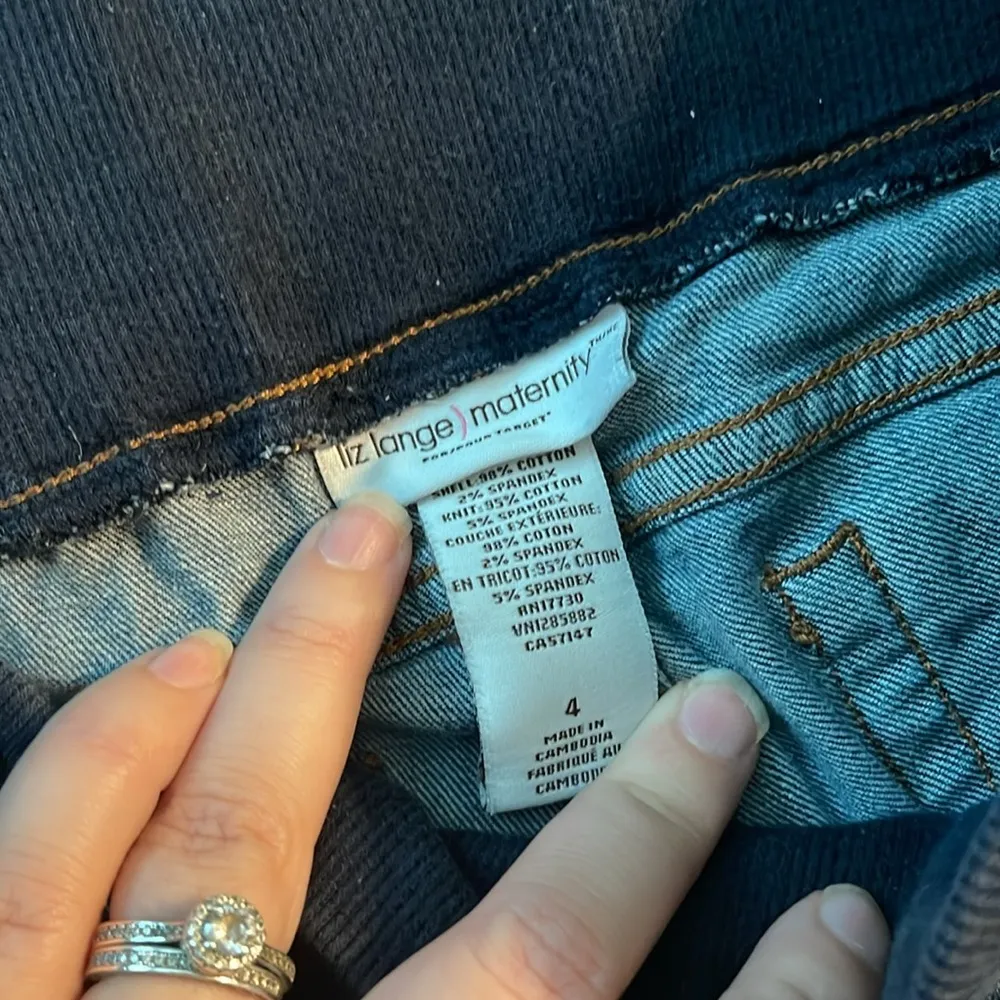 liz lange) maternity
FOR/POUR TARGET
SHELL:98% COTTON
2% SPANDEX
KNIT:95% COTTON
5% SPANDEX
COUCHE EXTÉRIEURE:
98% COTON
2% SPANDEX
EN TRICOT:95% COTON
5% SPANDEX
RN17730
VN1285882
CA57147
4
MADE IN
CAMBODIA
FABRIQUÉ AU